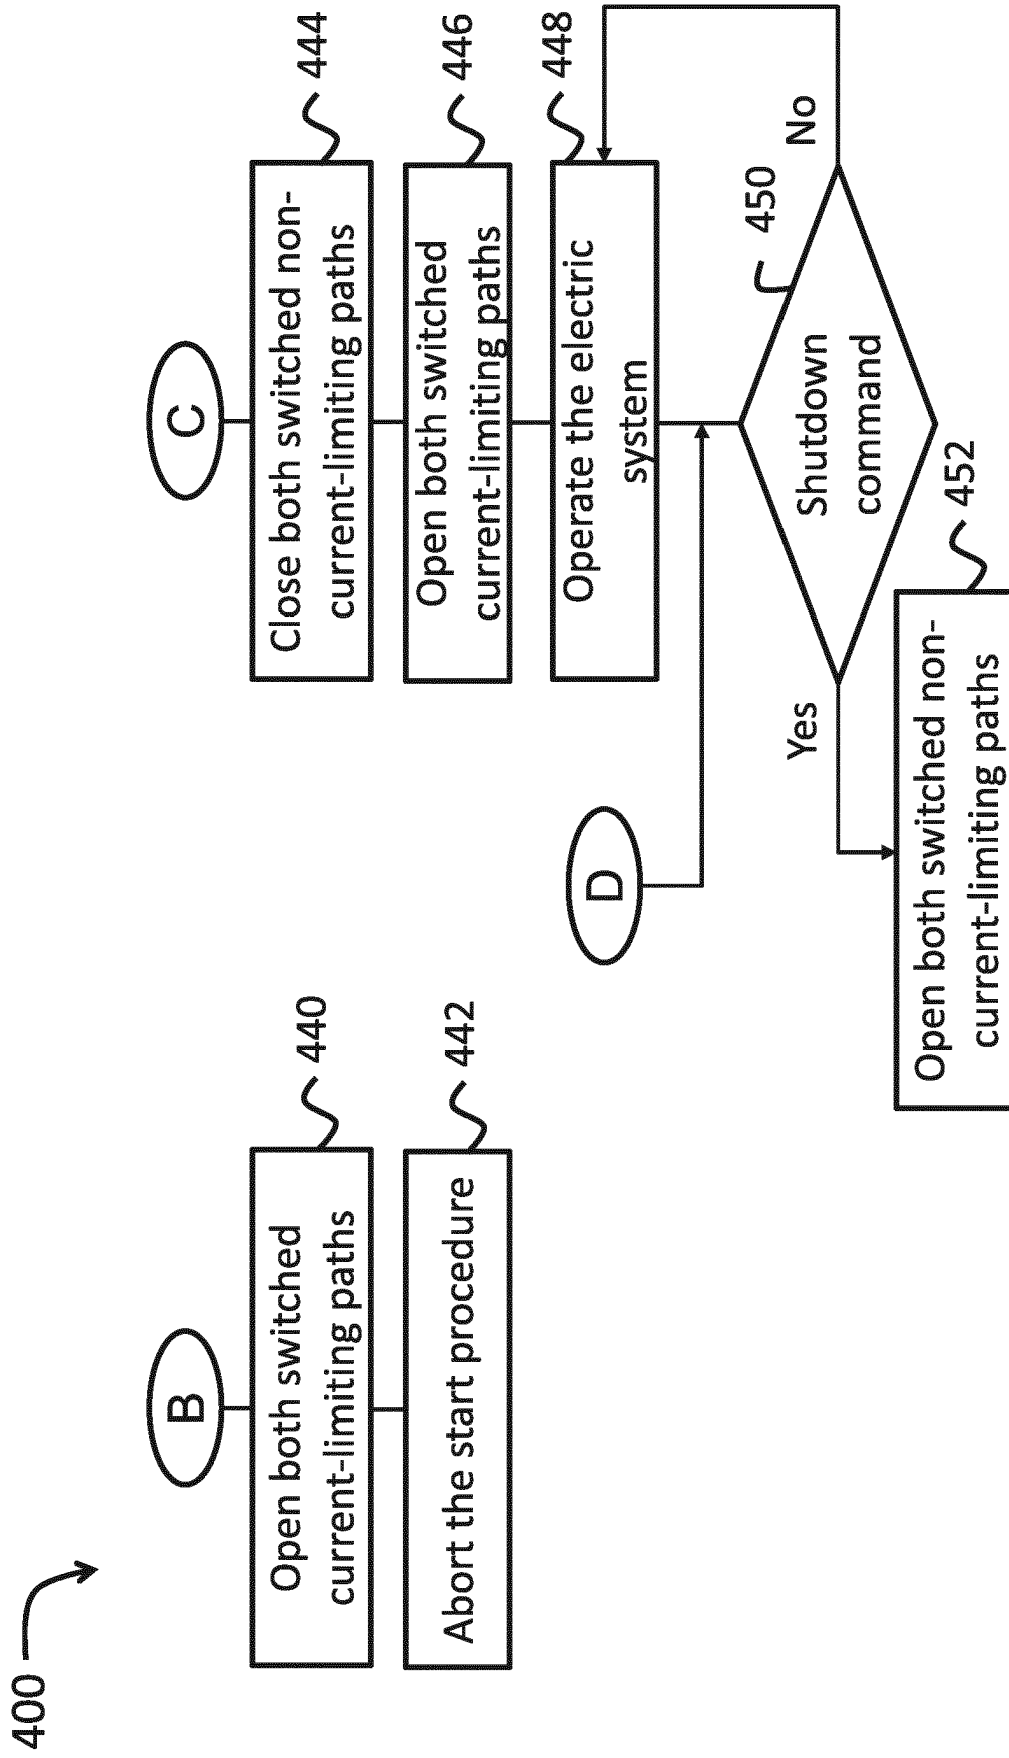 400
B
Open both switched
current-limiting paths
440
Abort the start procedure
442
C
Close both switched non-
current-limiting paths
444
Open both switched
current-limiting paths
446
Operate the electric
system
448
D
Shutdown
command
450
No
Yes
Open both switched non-
current-limiting paths
452